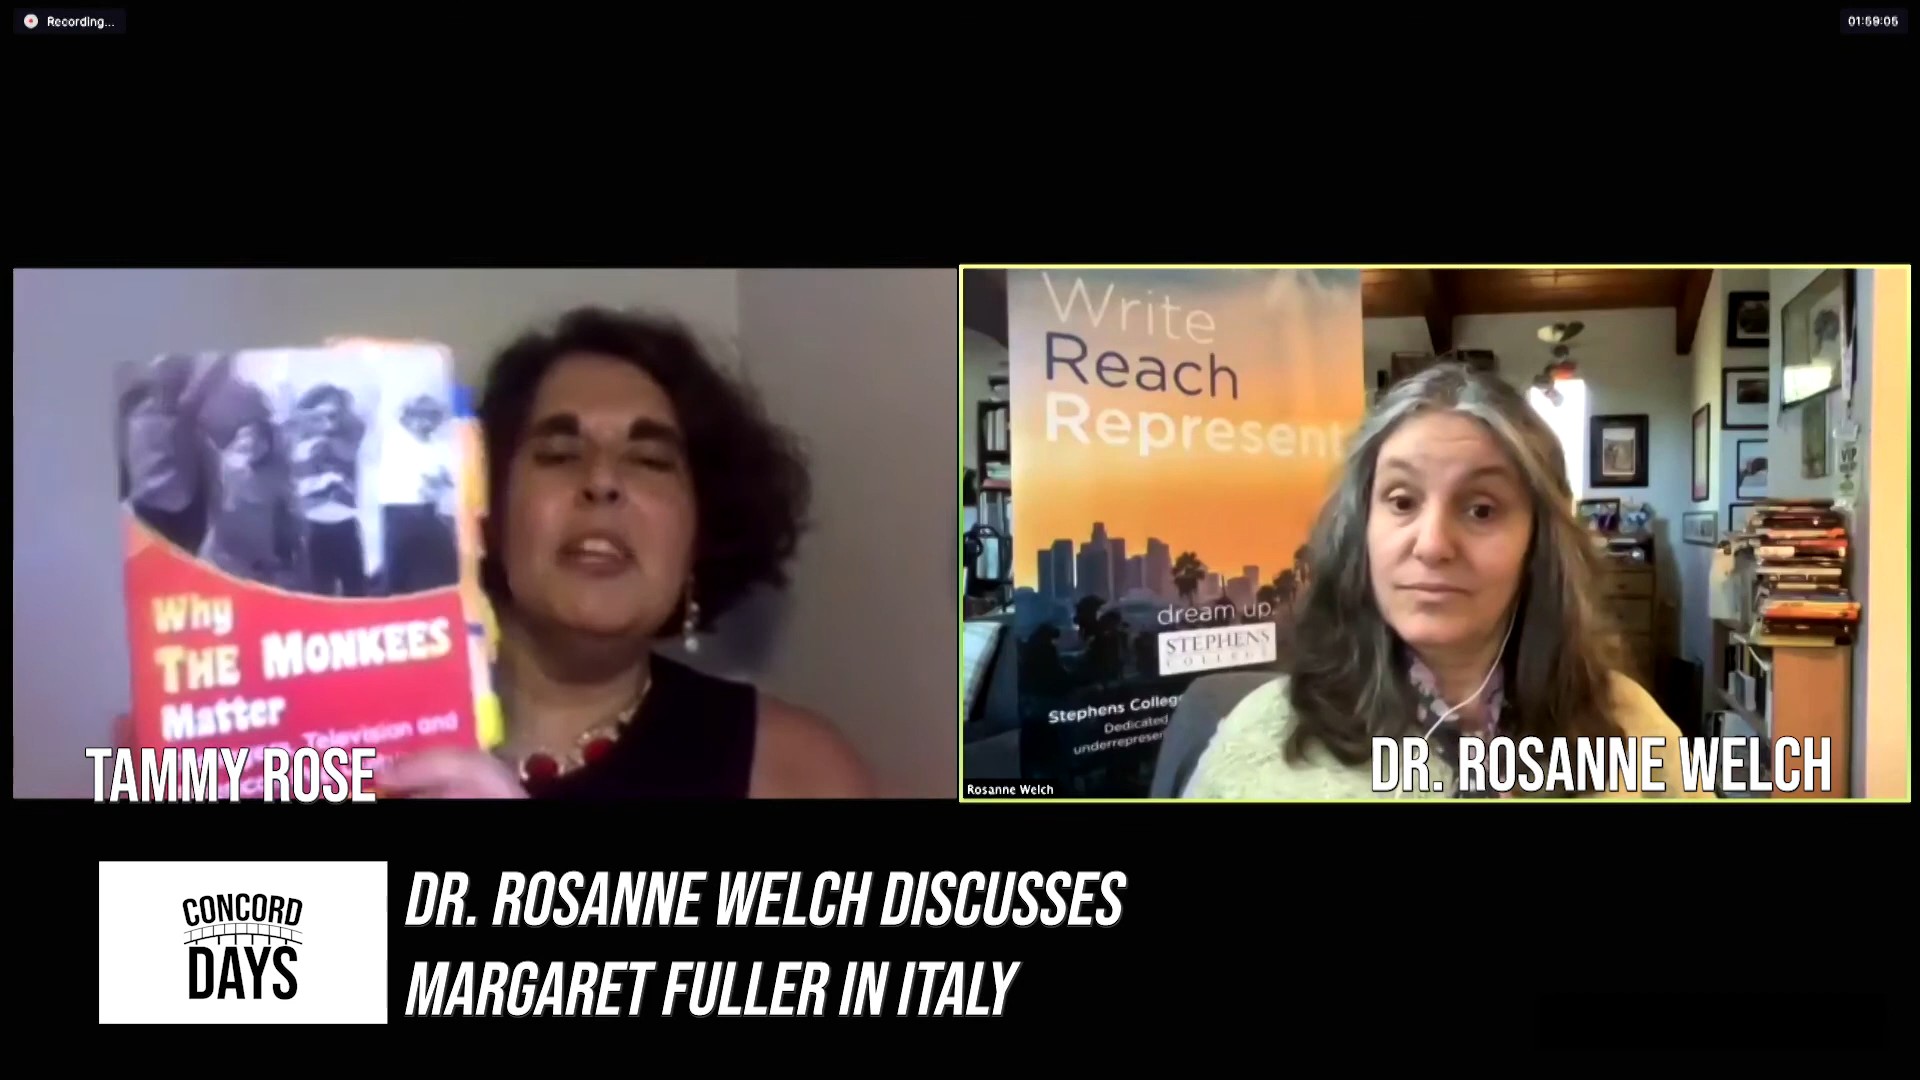 Recording...
01:59:05
Why
THE MONKEES
Matter
Television and
TAMMY ROSE
Write
Reach
Represent
dream up.
STEPHENS
COLLEGE
Stephens College
Dedicated
Rosanne Welch
DR. ROSANNE WELCH
CONCORD
DAYS
DR. ROSANNE WELCH DISCUSSES
MARGARET FULLER IN ITALY